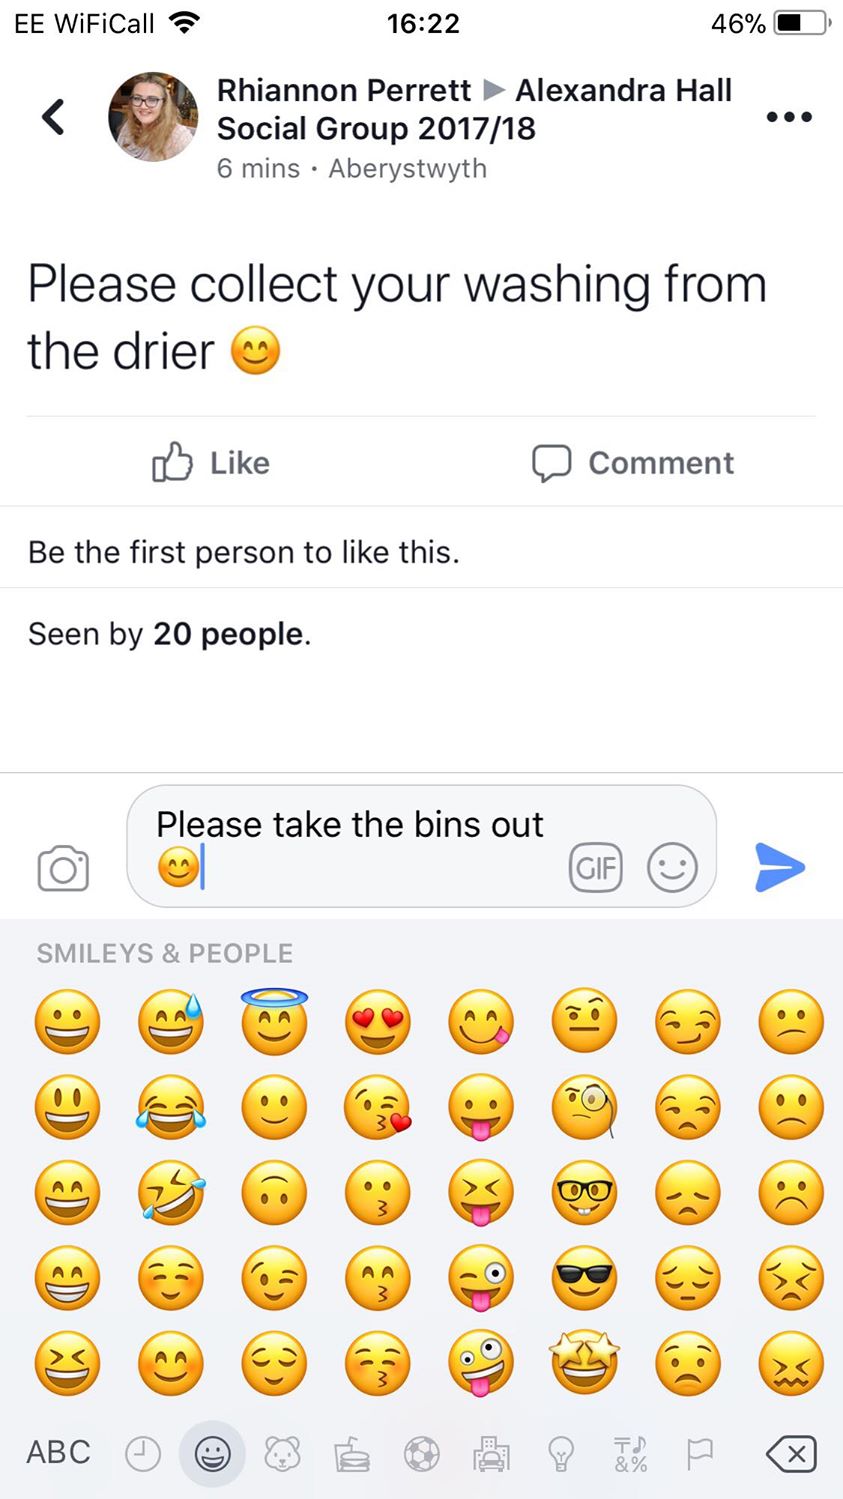 EE WiFiCall 16:22 46%
Rhiannon Perrett ▶ Alexandra Hall
Social Group 2017/18
6 mins · Aberystwyth
Please collect your washing from
the drier 😊
Like Comment
Be the first person to like this.
Seen by 20 people.
Please take the bins out
😊 GIF
SMILEYS & PEOPLE
ABC